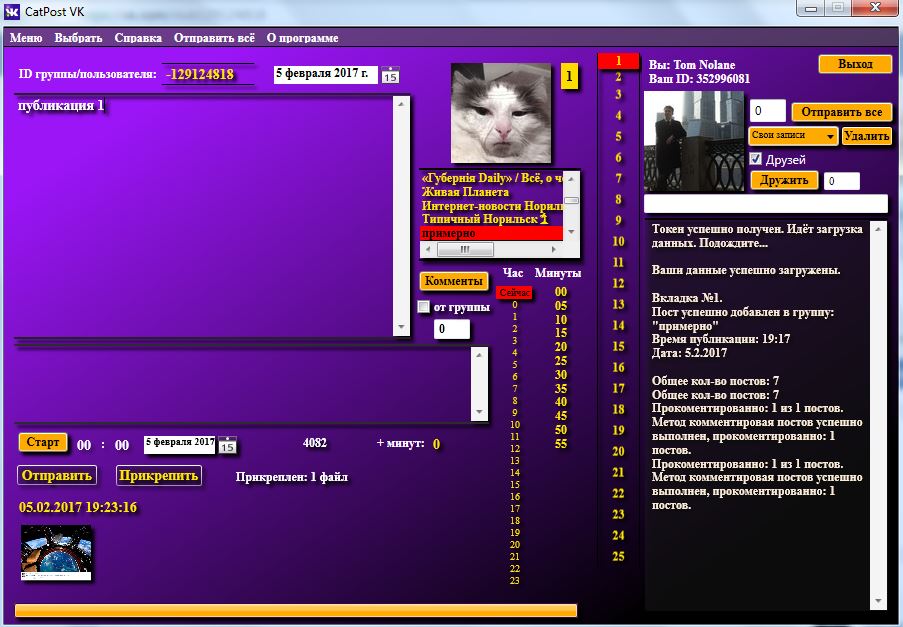 CatPost VK
Меню Выбрать Справка Отправить всё О программе
ID группы/пользователя: -129124818
5 февраля 2017 г. 15
публикация 1
1
«Губернія Daily» / Всё, о че
Живая Планета
Интернет-новости Нориль
Типичный Норильск 1
примерно
Комменты
от группы
0
Час Минуты
Сейчас
0
1
2
3
4
5
6
7
8
9
10
11
12
13
14
15
16
17
18
19
20
21
22
23
00
05
10
15
20
25
30
35
40
45
50
55
1
2
3
4
5
6
7
8
9
10
11
12
13
14
15
16
17
18
19
20
21
22
23
24
25
Вы: Tom Nolane
Ваш ID: 352996081
Выход
0 Отправить все
Свои записи Удалить
Друзей
Дружить 0
Токен успешно получен. Идёт загрузка
данных. Подождите...
Ваши данные успешно загружены.
Вкладка №1.
Пост успешно добавлен в группу:
"примерно"
Время публикации: 19:17
Дата: 5.2.2017
Общее кол-во постов: 7
Общее кол-во постов: 7
Прокоментированно: 1 из 1 постов.
Метод комментировая постов успешно
выполнен, прокоментированно: 1
постов.
Прокоментированно: 1 из 1 постов.
Метод комментировая постов успешно
выполнен, прокоментированно: 1
постов.
Старт 00 : 00 5 февраля 2017 15 4082 + минут: 0
Отправить Прикрепить Прикреплен: 1 файл
05.02.2017 19:23:16